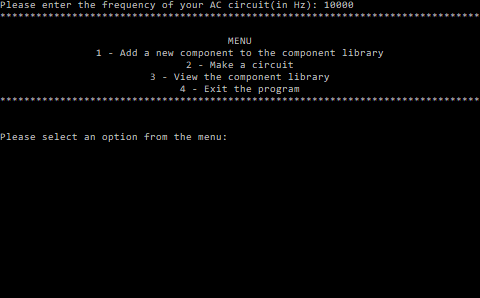 Please enter the frequency of your AC circuit(in Hz): 10000
********************************************************************************
MENU
1 - Add a new component to the component library
2 - Make a circuit
3 - View the component library
4 - Exit the program
********************************************************************************
Please select an option from the menu: